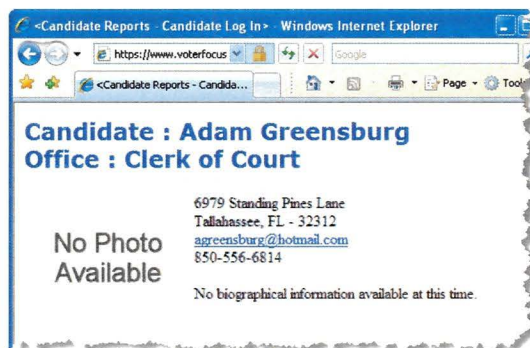 <Candidate Reports - Candidate Log In> - Windows Internet Explorer
https://www.voterfocus
Google
<Candidate Reports - Candida...
Page
Tool
Candidate : Adam Greensburg
Office : Clerk of Court
6979 Standing Pines Lane
Tallahassee, FL - 32312
agreensburg@hotmail.com
850-556-6814
No Photo
Available
No biographical information available at this time.